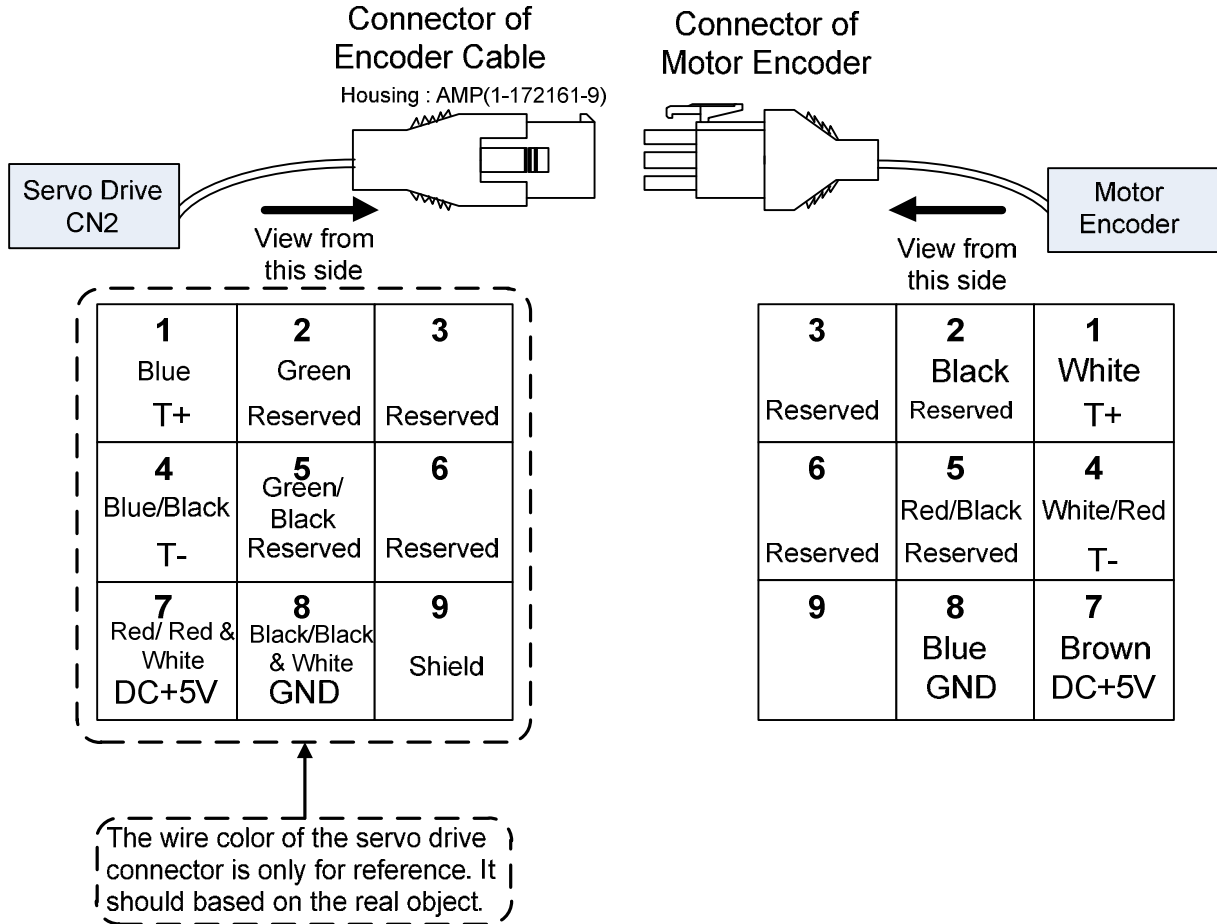 Connector of
Encoder Cable
Housing : AMP(1-172161-9)
Connector of
Motor Encoder
Servo Drive
CN2
View from
this side
View from
this side
Motor
Encoder
1
Blue
T+
2
Green
Reserved
3
Reserved
4
Blue/Black
T-
5
Green/
Black
Reserved
6
Reserved
7
Red/ Red &
White
DC+5V
8
Black/Black
& White
GND
9
Shield
3
Reserved
2
Black
Reserved
1
White
T+
6
Reserved
5
Red/Black
Reserved
4
White/Red
T-
9
8
Blue
GND
7
Brown
DC+5V
The wire color of the servo drive
connector is only for reference. It
should based on the real object.